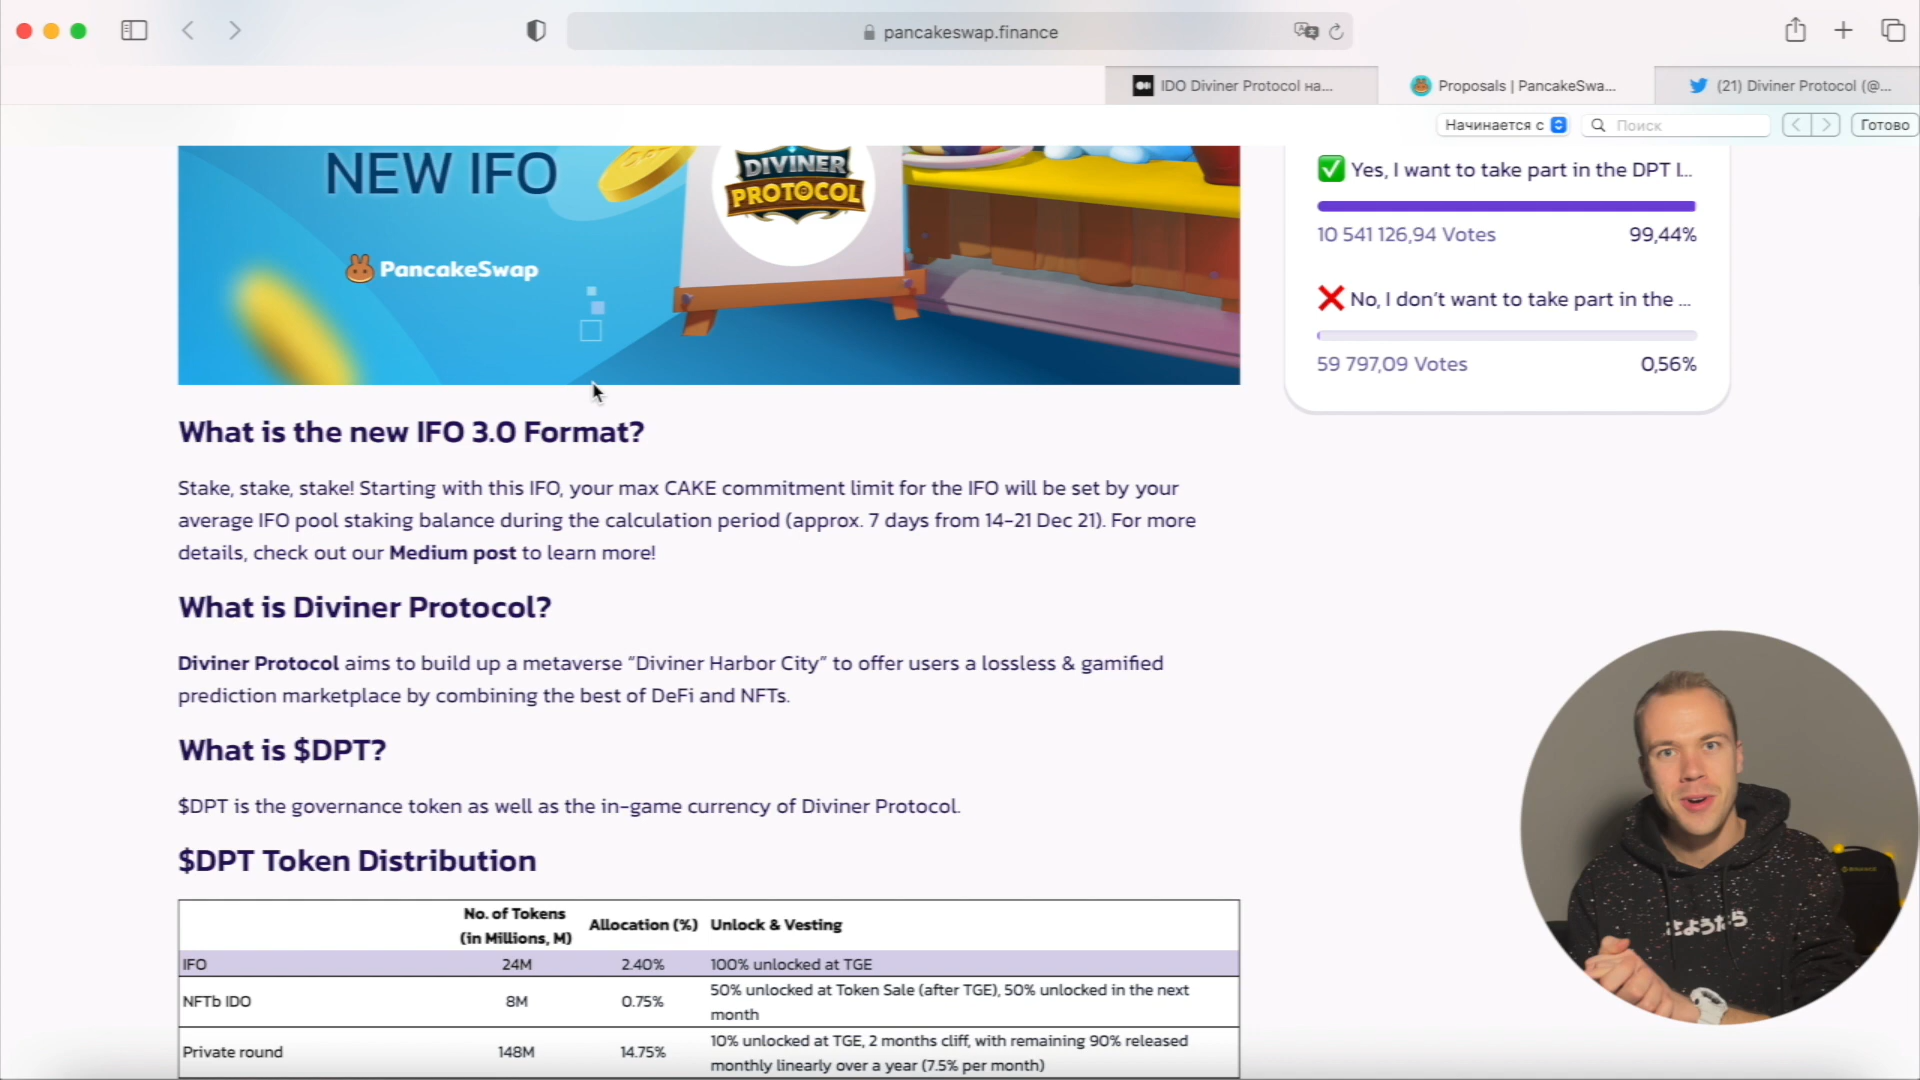 pancakeswap.finance
IDO Diviner Protocol на...
Proposals | PancakeSwa...
(21) Diviner Protocol (@...
Начинается с
Поиск
Готово
NEW IFO
PancakeSwap
DIVINER
PROTOCOL
Yes, I want to take part in the DPT I...
10 541 126,94 Votes 99,44%
No, I don’t want to take part in the ...
59 797,09 Votes 0,56%
What is the new IFO 3.0 Format?
Stake, stake, stake! Starting with this IFO, your max CAKE commitment limit for the IFO will be set by your
average IFO pool staking balance during the calculation period (approx. 7 days from 14-21 Dec 21). For more
details, check out our Medium post to learn more!
What is Diviner Protocol?
Diviner Protocol aims to build up a metaverse “Diviner Harbor City” to offer users a lossless & gamified
prediction marketplace by combining the best of DeFi and NFTs.
What is $DPT?
$DPT is the governance token as well as the in-game currency of Diviner Protocol.
$DPT Token Distribution
No. of Tokens
(in Millions, M) Allocation (%) Unlock & Vesting
IFO 24M 2.40% 100% unlocked at TGE
NFTb IDO 8M 0.75% 50% unlocked at Token Sale (after TGE), 50% unlocked in the next
month
Private round 148M 14.75% 10% unlocked at TGE, 2 months cliff, with remaining 90% released
monthly linearly over a year (7.5% per month)
さようなら
BINANCE